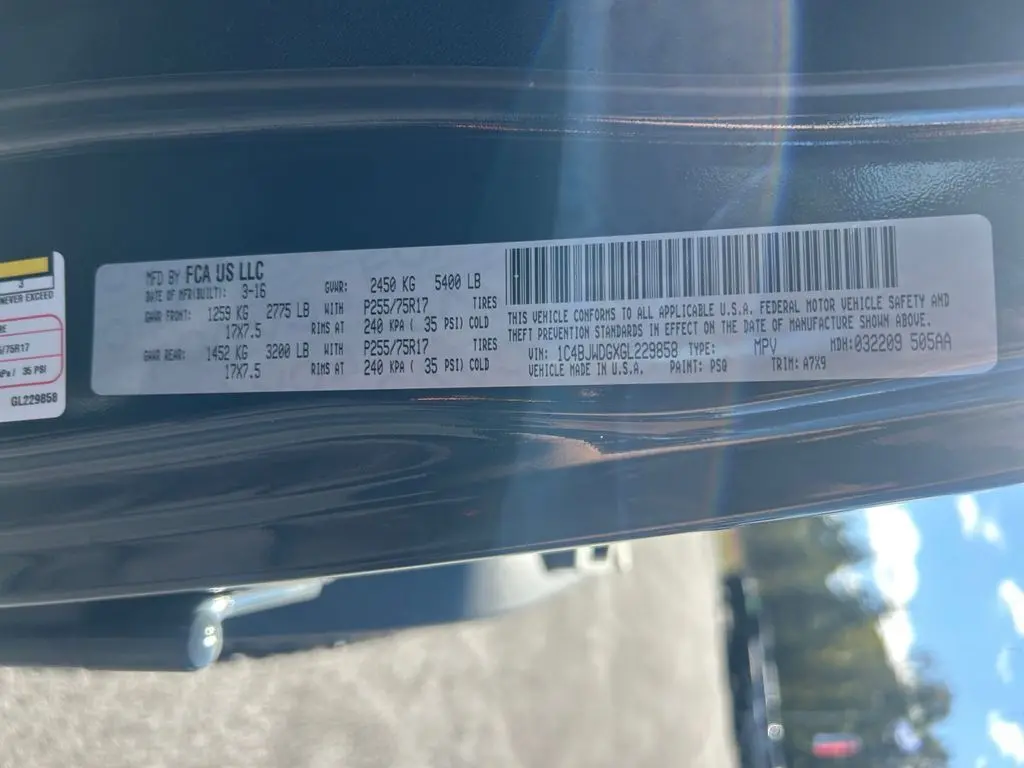 3
NEVER EXCEED
/75R17
35 PSI
GL229858
MFD BY FCA US LLC
DATE OF MFR(BUILT): 3-16
GVWR: 2450 KG 5400 LB
GAWR FRONT: 1259 KG 2775 LB WITH P255/75R17 TIRES
17X7.5 RIMS AT 240 KPA ( 35 PSI) COLD
GAWR REAR: 1452 KG 3200 LB WITH P255/75R17 TIRES
17X7.5 RIMS AT 240 KPA ( 35 PSI) COLD
THIS VEHICLE CONFORMS TO ALL APPLICABLE U.S.A. FEDERAL MOTOR VEHICLE SAFETY AND
THEFT PREVENTION STANDARDS IN EFFECT ON THE DATE OF MANUFACTURE SHOWN ABOVE.
VIN: 1C4BJWDGXGL229858 TYPE: MPV MDH:032209 505AA
VEHICLE MADE IN U.S.A. PAINT: PSQ TRIM: A7X9